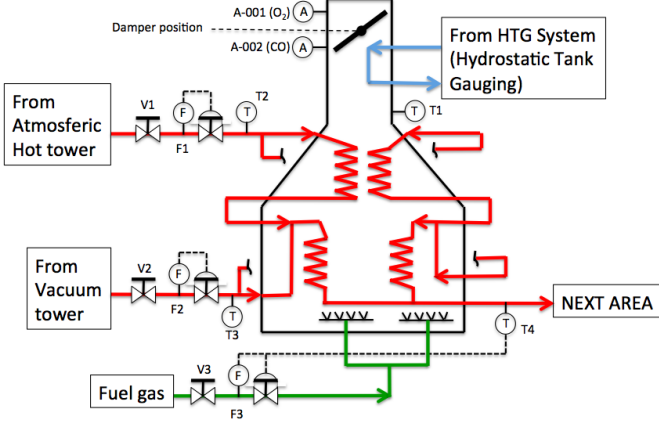 A-001 (O₂) A
Damper position
A-002 (CO) A
From HTG System
(Hydrostatic Tank
Gauging)
From
Atmosferic
Hot tower
V1
F
F1
T2
T
T T1
From
Vacuum
tower
V2
F
F2
T
T3
NEXT AREA
T T4
Fuel gas
V3
F
F3